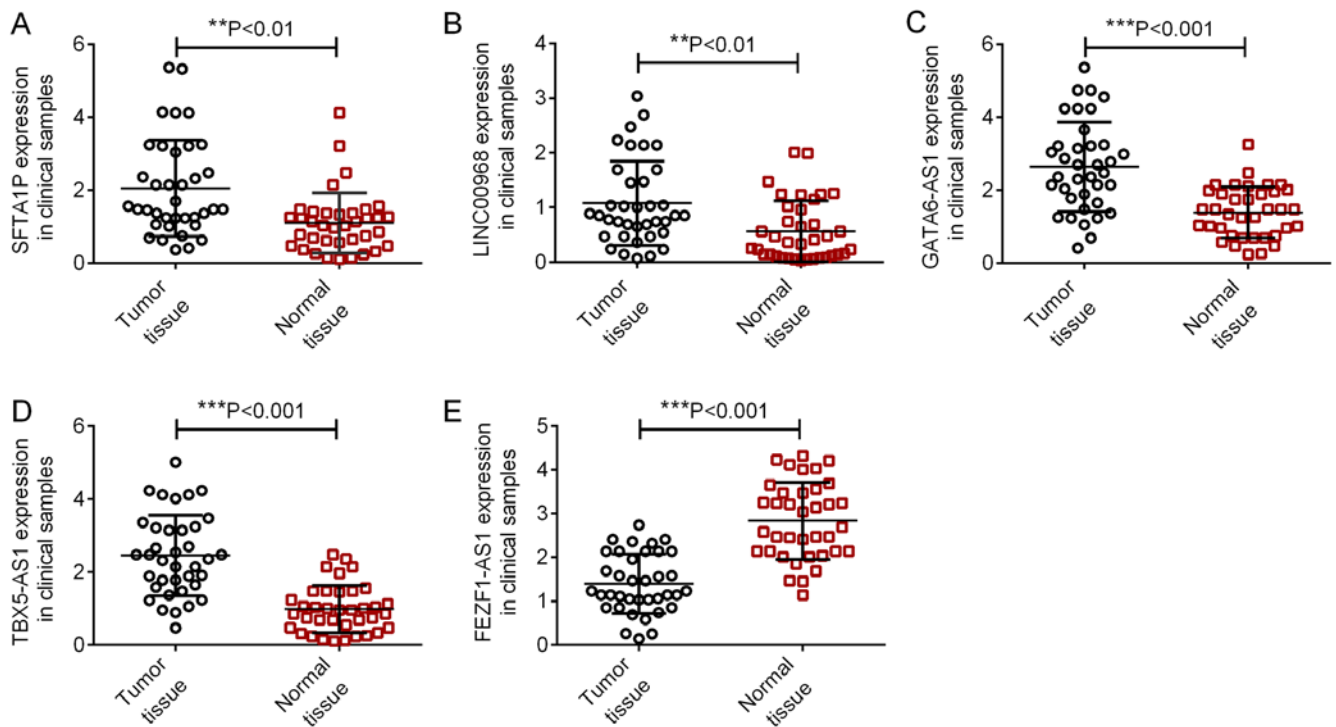 A
**P<0.01
SFTA1P expression
in clinical samples
6
4
2
0
Tumor
tissue
Normal
tissue
B
**P<0.01
LINC00968 expression
in clinical samples
4
3
2
1
0
Tumor
tissue
Normal
tissue
C
***P<0.001
GATA6-AS1 expression
in clinical samples
6
4
2
0
Tumor
tissue
Normal
tissue
D
***P<0.001
TBX5-AS1 expression
in clinical samples
6
4
2
0
Tumor
tissue
Normal
tissue
E
***P<0.001
FEZF1-AS1 expression
in clinical samples
5
4
3
2
1
0
Tumor
tissue
Normal
tissue